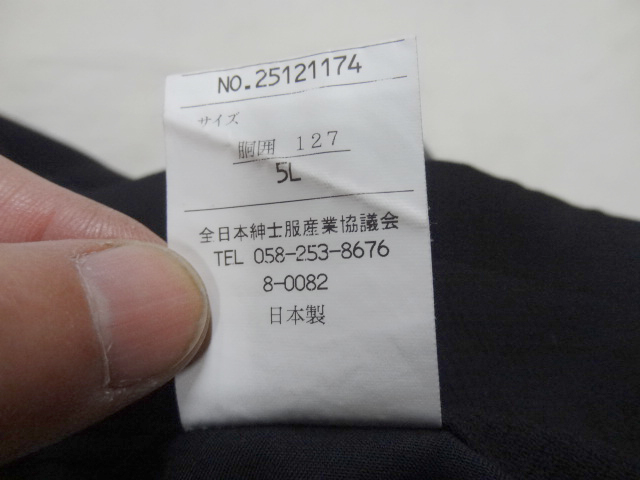 NO.25121174
サイズ
胴囲 127
5L
全日本紳士服産業協議会
TEL 058-253-8676
8-0082
日本製